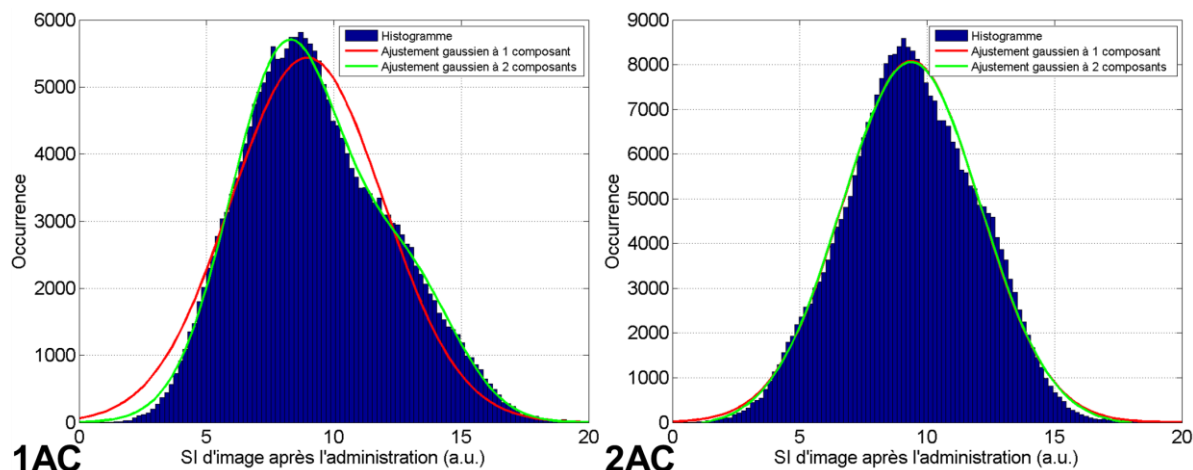 6000
5000
4000
3000
2000
1000
0
Occurrence
Histogramme
Ajustement gaussien à 1 composant
Ajustement gaussien à 2 composants
0 5 10 15 20
SI d'image après l'administration (a.u.)
1AC
9000
8000
7000
6000
5000
4000
3000
2000
1000
0
Occurrence
Histogramme
Ajustement gaussien à 1 composant
Ajustement gaussien à 2 composants
0 5 10 15 20
SI d'image après l'administration (a.u.)
2AC